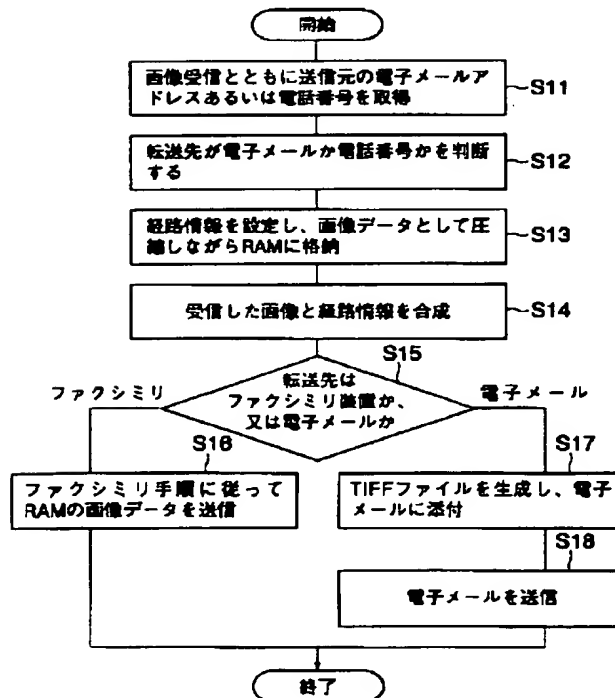 開始
画像受信とともに送信元の電子メールア
ドレスあるいは電話番号を取得
S11
転送先が電子メールか電話番号かを判断
する
S12
経路情報を設定し、画像データとして圧
縮しながらRAMに格納
S13
受信した画像と経路情報を合成
S14
S15
転送先は
ファクシミリ装置か、
又は電子メールか
ファクシミリ
電子メール
S16
ファクシミリ手順に従って
RAMの画像データを送信
S17
TIFFファイルを生成し、電子
メールに添付
S18
電子メールを送信
終了